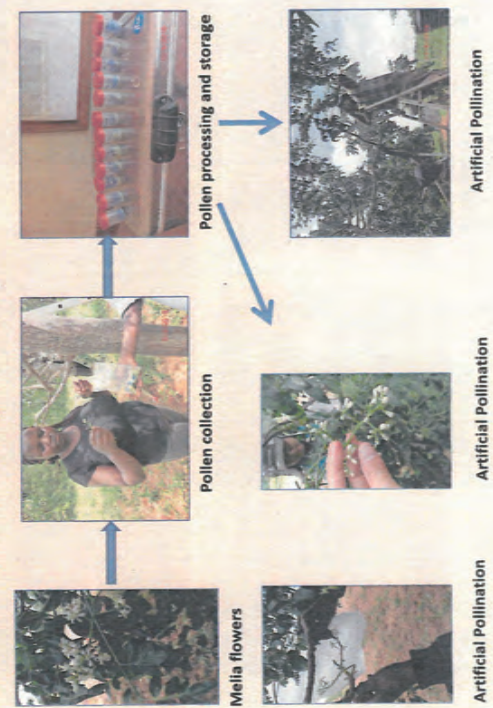 Melia flowers
Pollen collection
Pollen processing and storage
Artificial Pollination
Artificial Pollination
Artificial Pollination